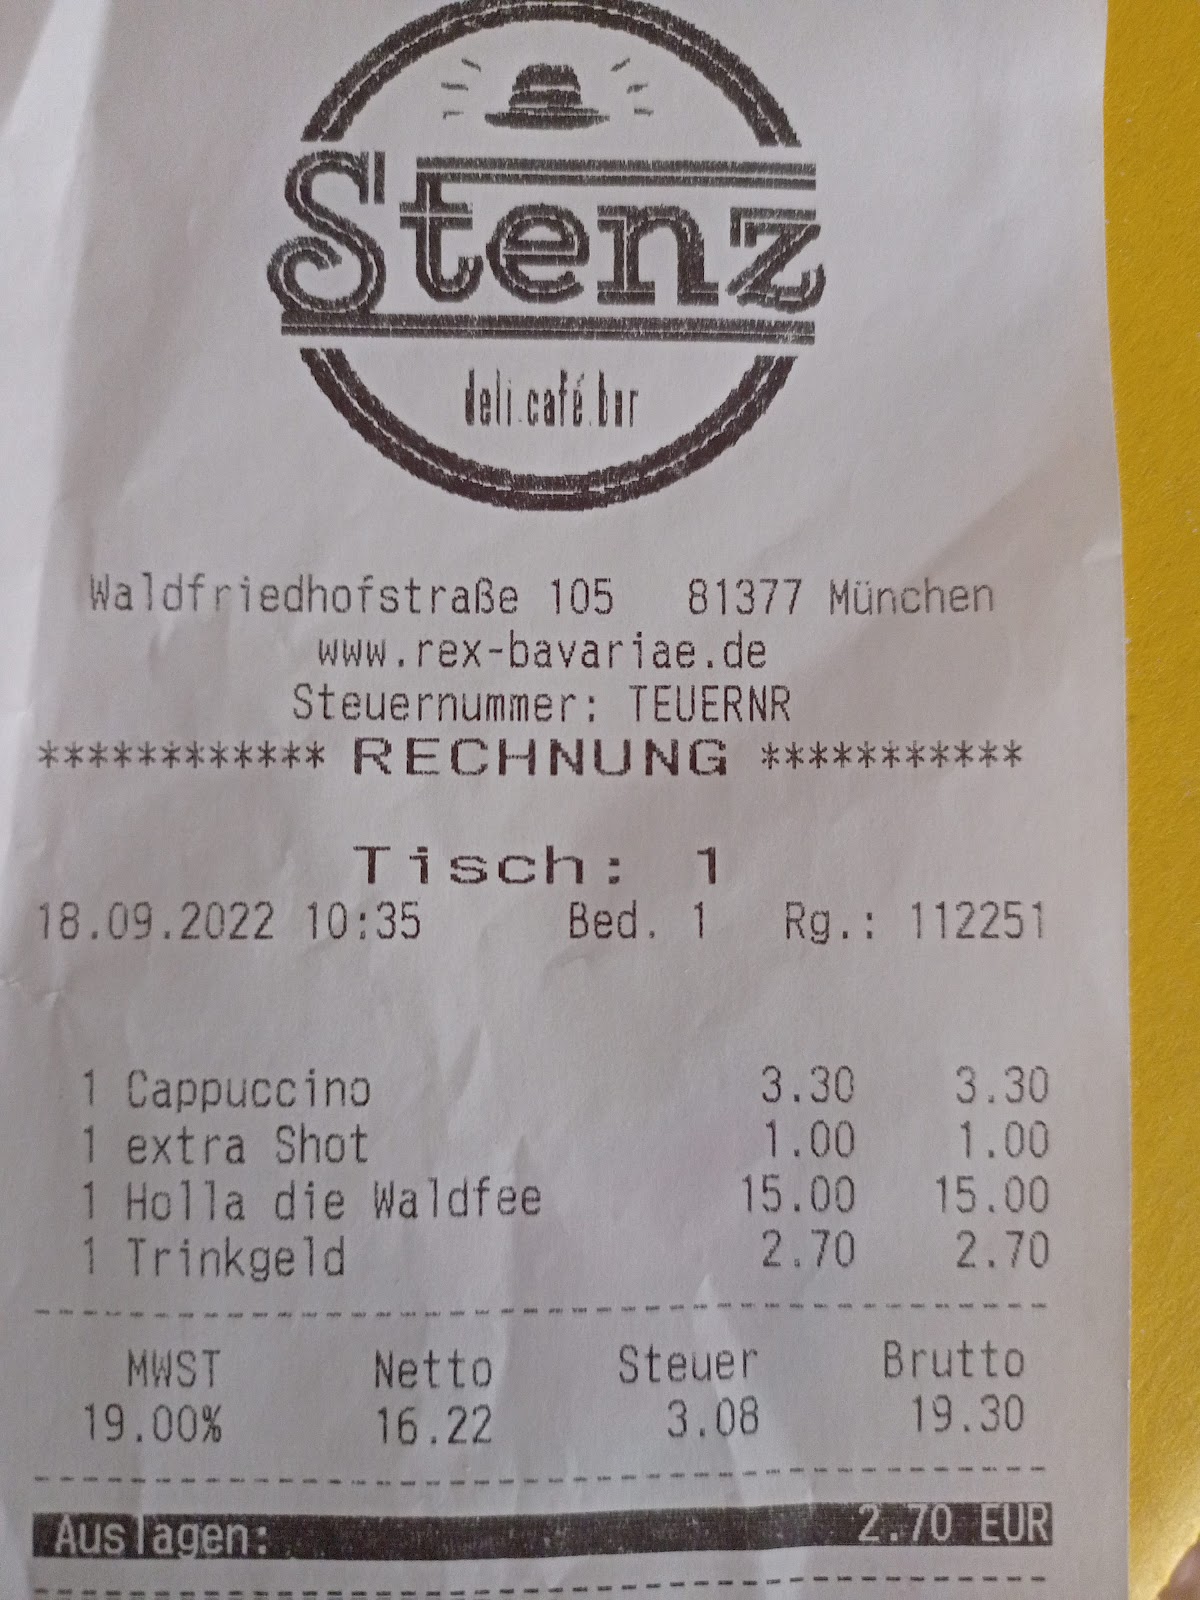 Stenz
deli.café.bar
Waldfriedhofstraße 105 81377 München
www.rex-bavariae.de
Steuernummer: TEUERNR
************ RECHNUNG ***********
Tisch: 1
18.09.2022 10:35 Bed. 1 Rg.: 112251
1 Cappuccino 3.30 3.30
1 extra Shot 1.00 1.00
1 Holla die Waldfee 15.00 15.00
1 Trinkgeld 2.70 2.70
MWST Netto Steuer Brutto
19.00% 16.22 3.08 19.30
Auslagen: 2.70 EUR